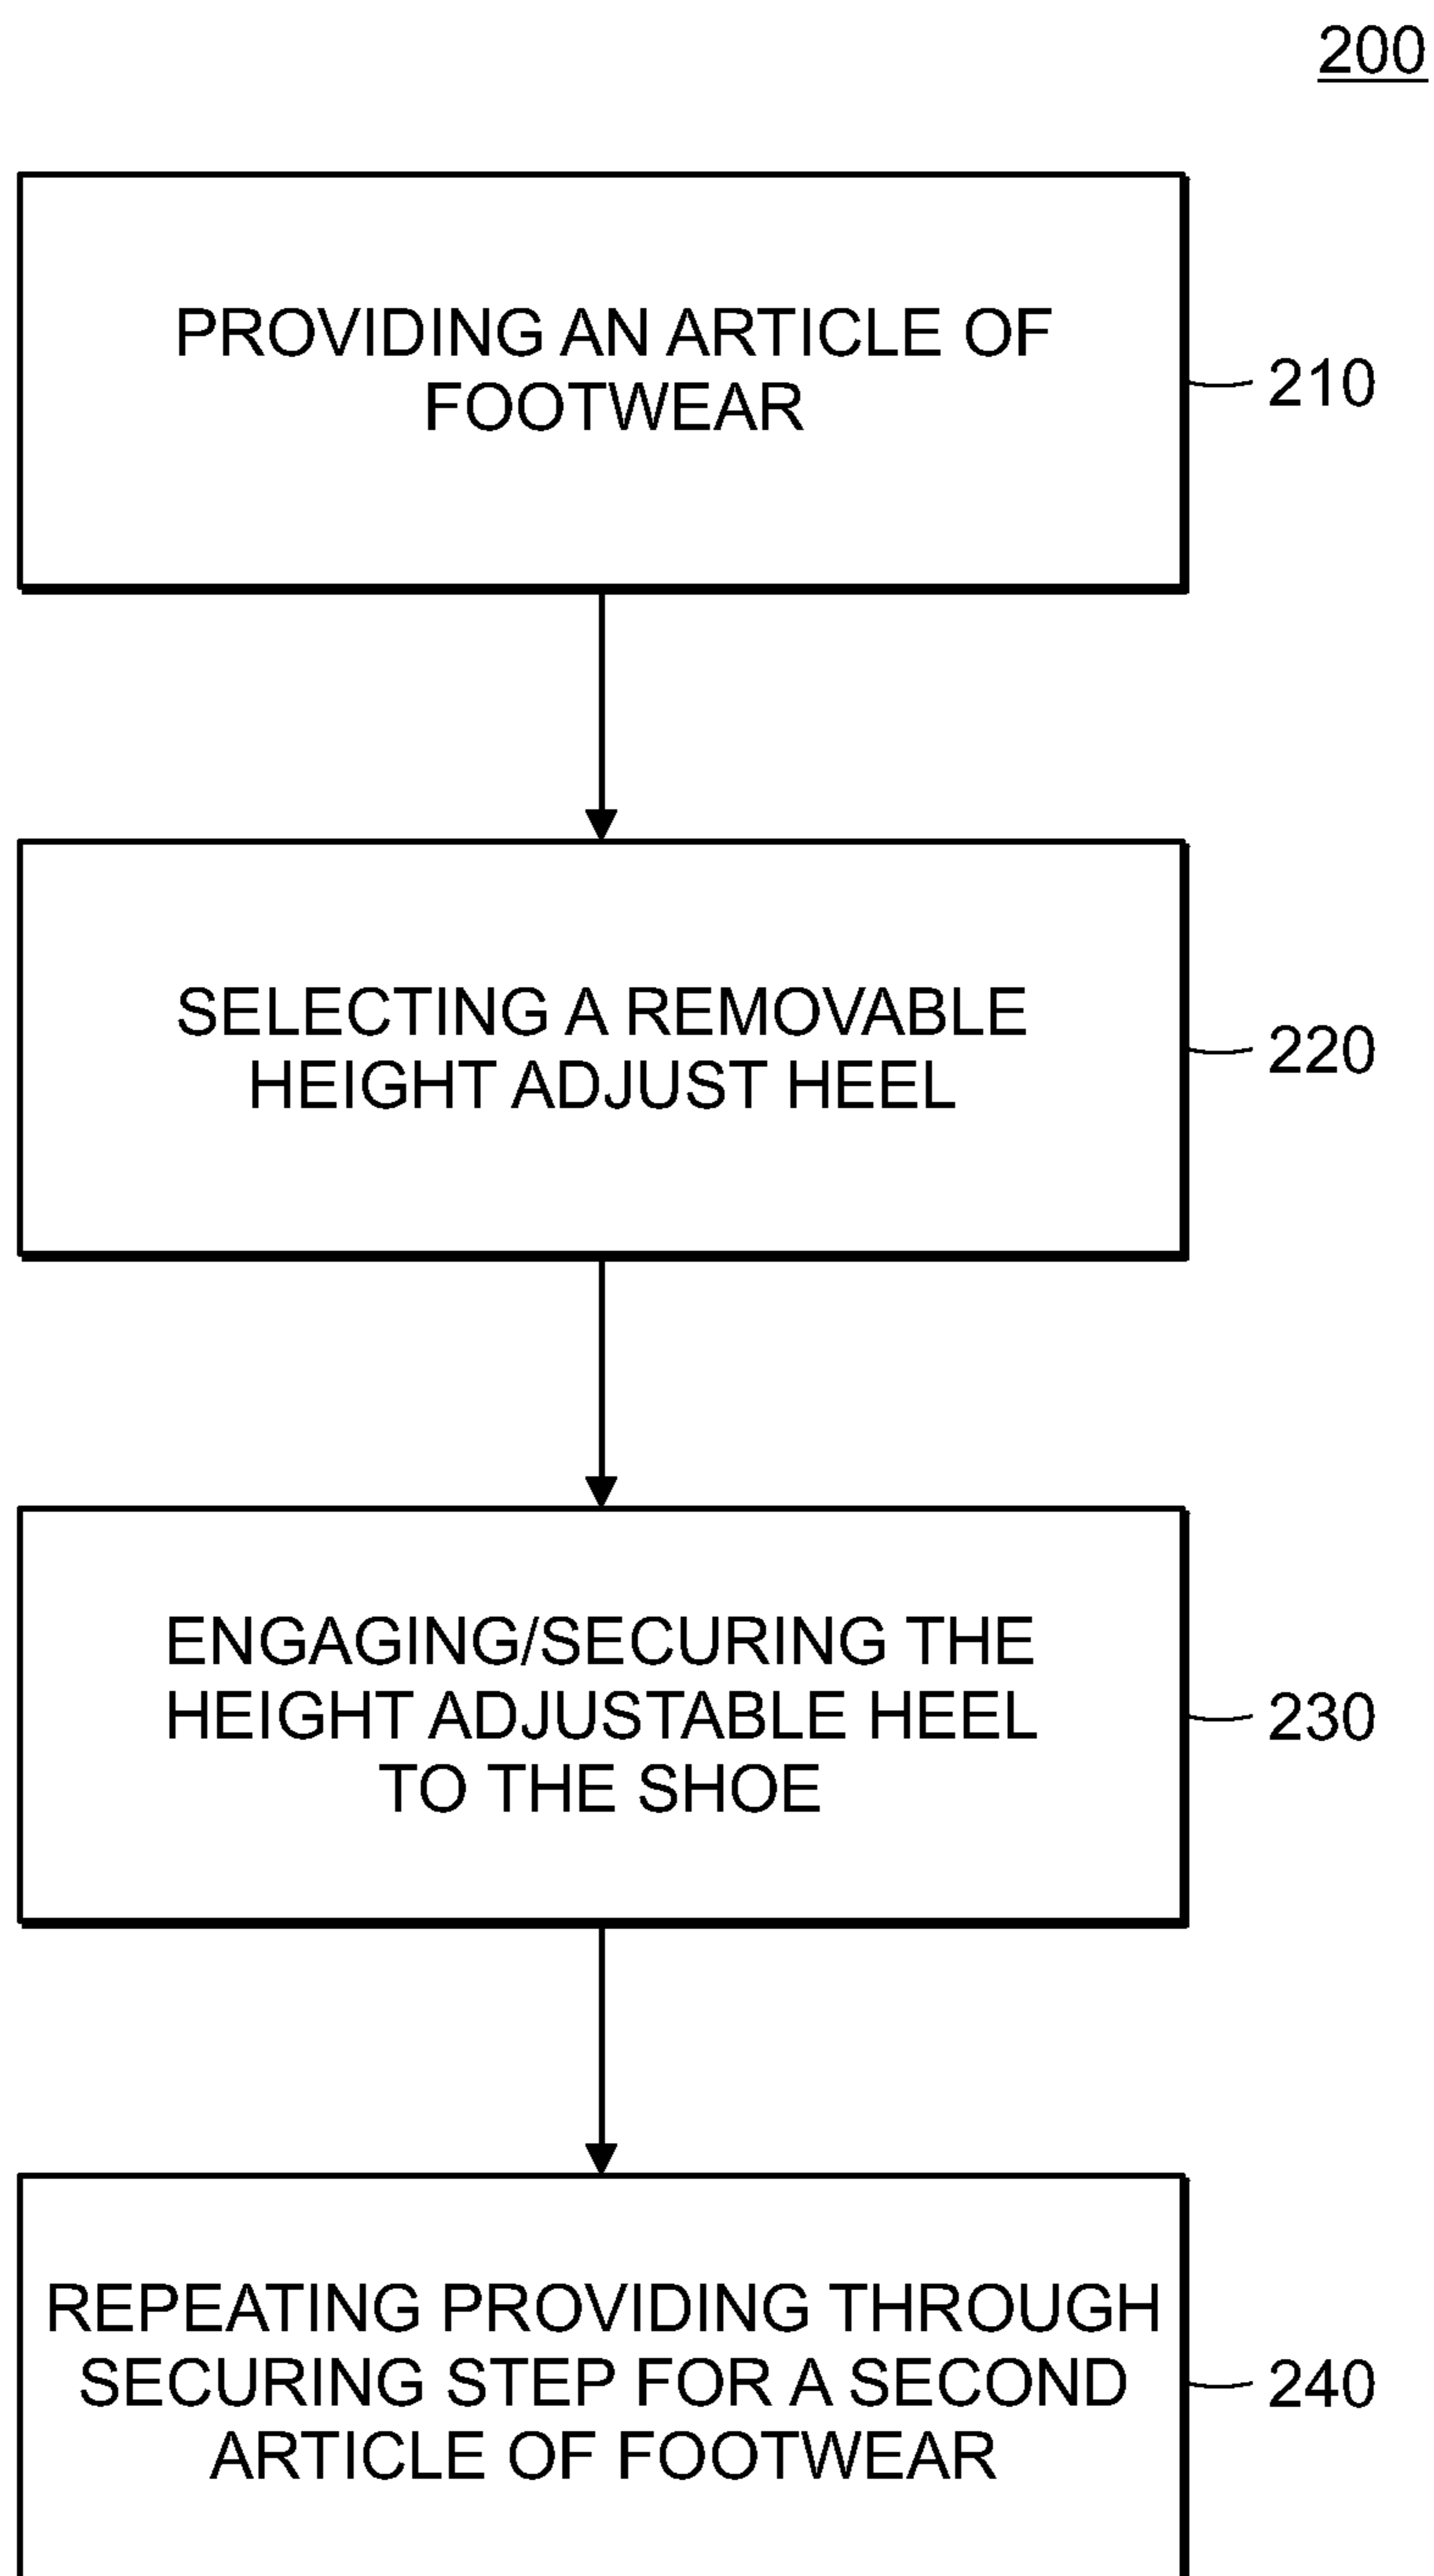 200
PROVIDING AN ARTICLE OF
FOOTWEAR
210
SELECTING A REMOVABLE
HEIGHT ADJUST HEEL
220
ENGAGING/SECURING THE
HEIGHT ADJUSTABLE HEEL
TO THE SHOE
230
REPEATING PROVIDING THROUGH
SECURING STEP FOR A SECOND
ARTICLE OF FOOTWEAR
240